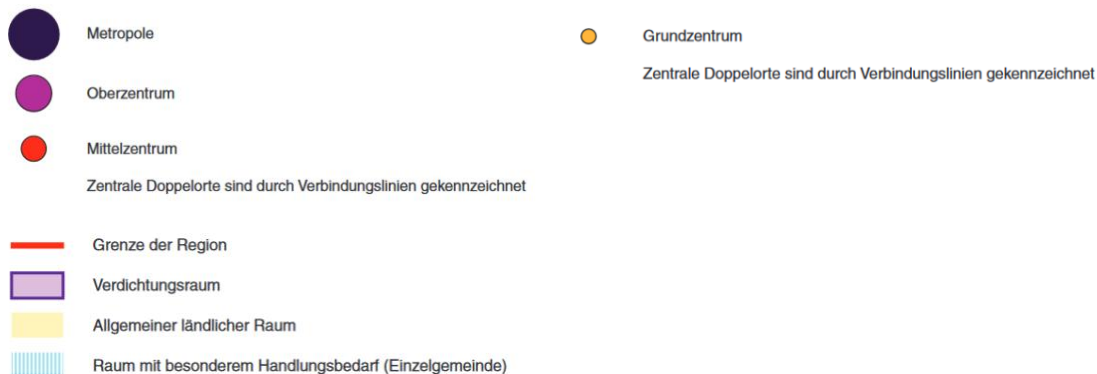 Metropole
Oberzentrum
Mittelzentrum
Zentrale Doppelorte sind durch Verbindungslinien gekennzeichnet
Grundzentrum
Zentrale Doppelorte sind durch Verbindungslinien gekennzeichnet
Grenze der Region
Verdichtungsraum
Allgemeiner ländlicher Raum
Raum mit besonderem Handlungsbedarf (Einzelgemeinde)